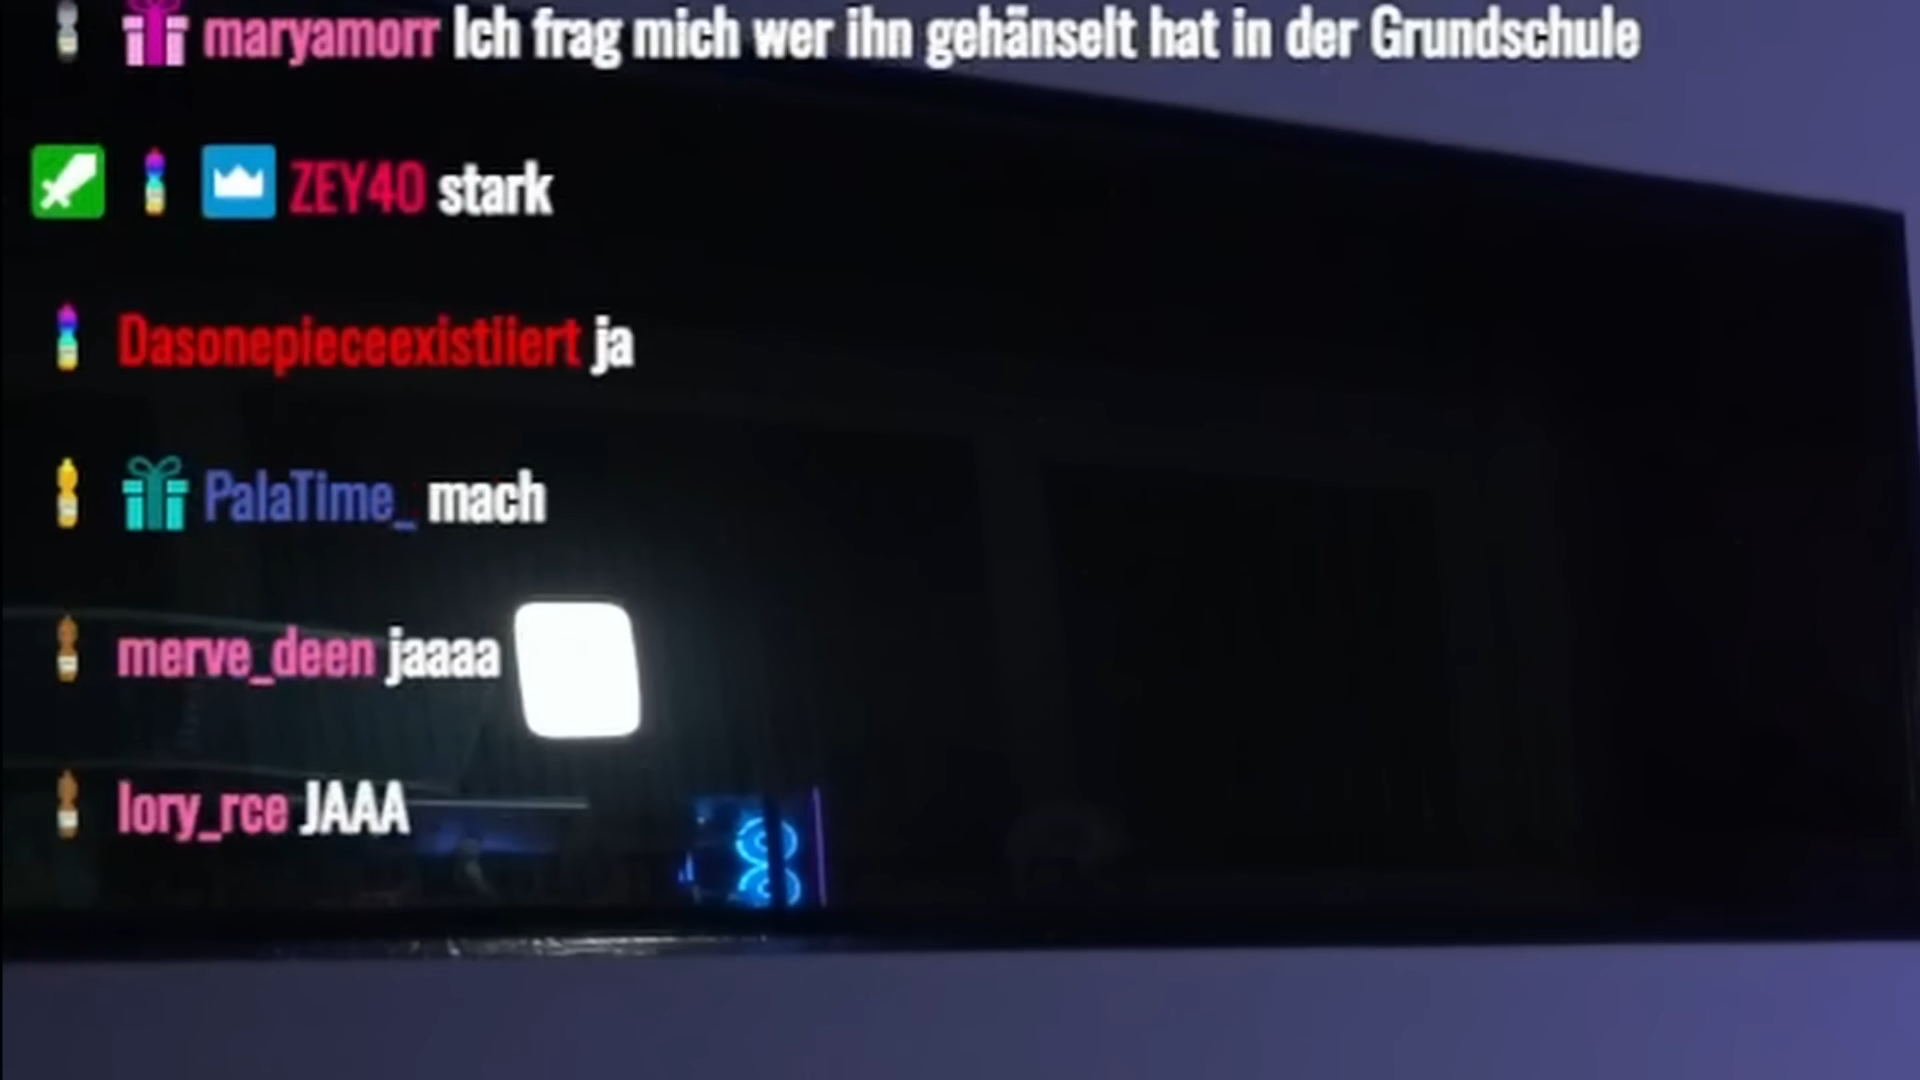 maryamorr Ich frag mich wer ihn gehänselt hat in der Grundschule
ZEY40 stark
Dasonepieceexistiiert ja
PalaTime_ mach
merve_deen jaaaa
lory_rce JAAA